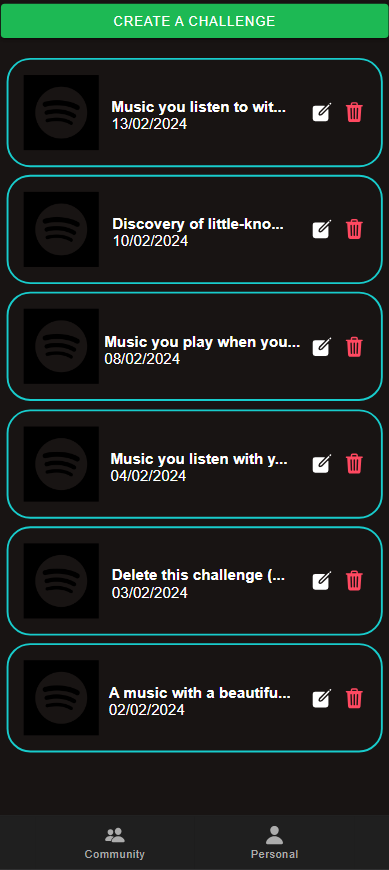 CREATE A CHALLENGE
Music you listen to wit...
13/02/2024
Discovery of little-kno...
10/02/2024
Music you play when you...
08/02/2024
Music you listen with y...
04/02/2024
Delete this challenge (...
03/02/2024
A music with a beautifu...
02/02/2024
Community Personal